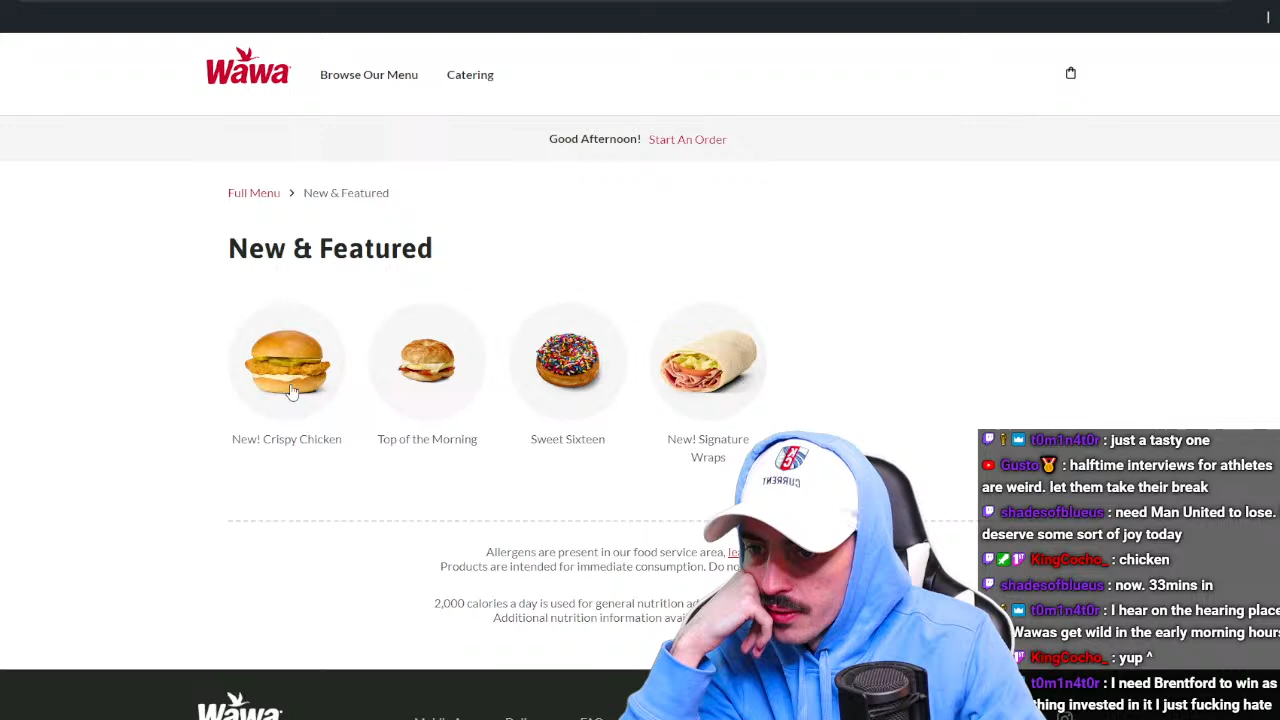 Wawa
Browse Our Menu
Catering
Good Afternoon! Start An Order
Full Menu > New & Featured
New & Featured
New! Crispy Chicken
Top of the Morning
Sweet Sixteen
New! Signature
Wraps
Allergens are present in our food service area,
Products are intended for immediate consumption. Do
2,000 calories a day is used for general nutrition
Additional nutrition information
Wawa
FAQ
KC
CURRENT
t0m1n4t0r : just a tasty one
Gusto : halftime interviews for athletes
are weird. let them take their break
shadesofblueus : need Man United to lose.
deserve some sort of joy today
KingCocho_ : chicken
shadesofblueus : now. 33mins in
t0m1n4t0r : I hear on the hearing place
Wawas get wild in the early morning hours
KingCocho_ : yup ^
t0m1n4t0r : I need Brentford to win as
thing invested in it I just fucking hate